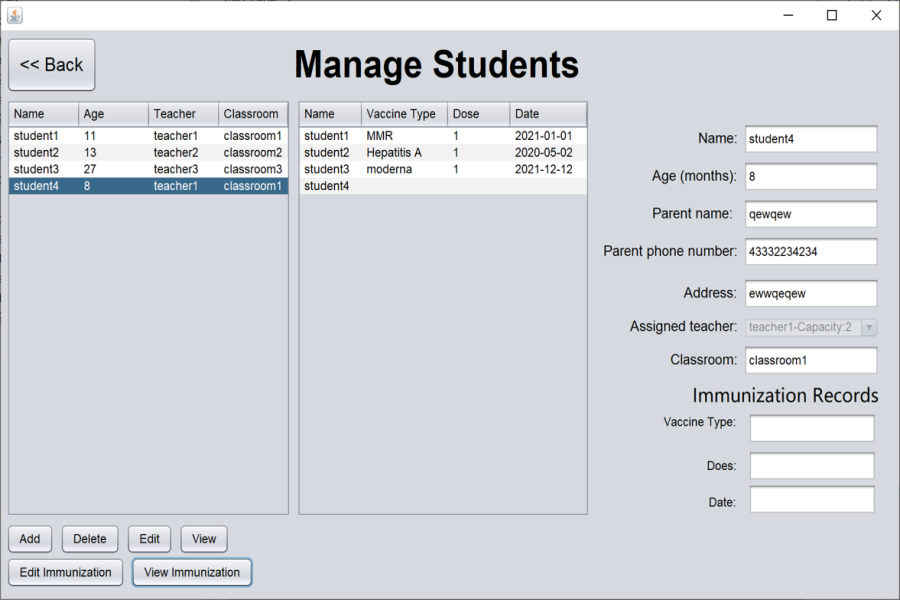 << Back
Manage Students
Name Age Teacher Classroom
student1 11 teacher1 classroom1
student2 13 teacher2 classroom2
student3 27 teacher3 classroom3
student4 8 teacher1 classroom1
Name Vaccine Type Dose Date
student1 MMR 1 2021-01-01
student2 Hepatitis A 1 2020-05-02
student3 moderna 1 2021-12-12
student4
Name: student4
Age (months): 8
Parent name: qewqew
Parent phone number: 43332234234
Address: ewwqeqew
Assigned teacher: teacher1-Capacity:2
Classroom: classroom1
Immunization Records
Vaccine Type:
Does:
Date:
Add Delete Edit View
Edit Immunization View Immunization